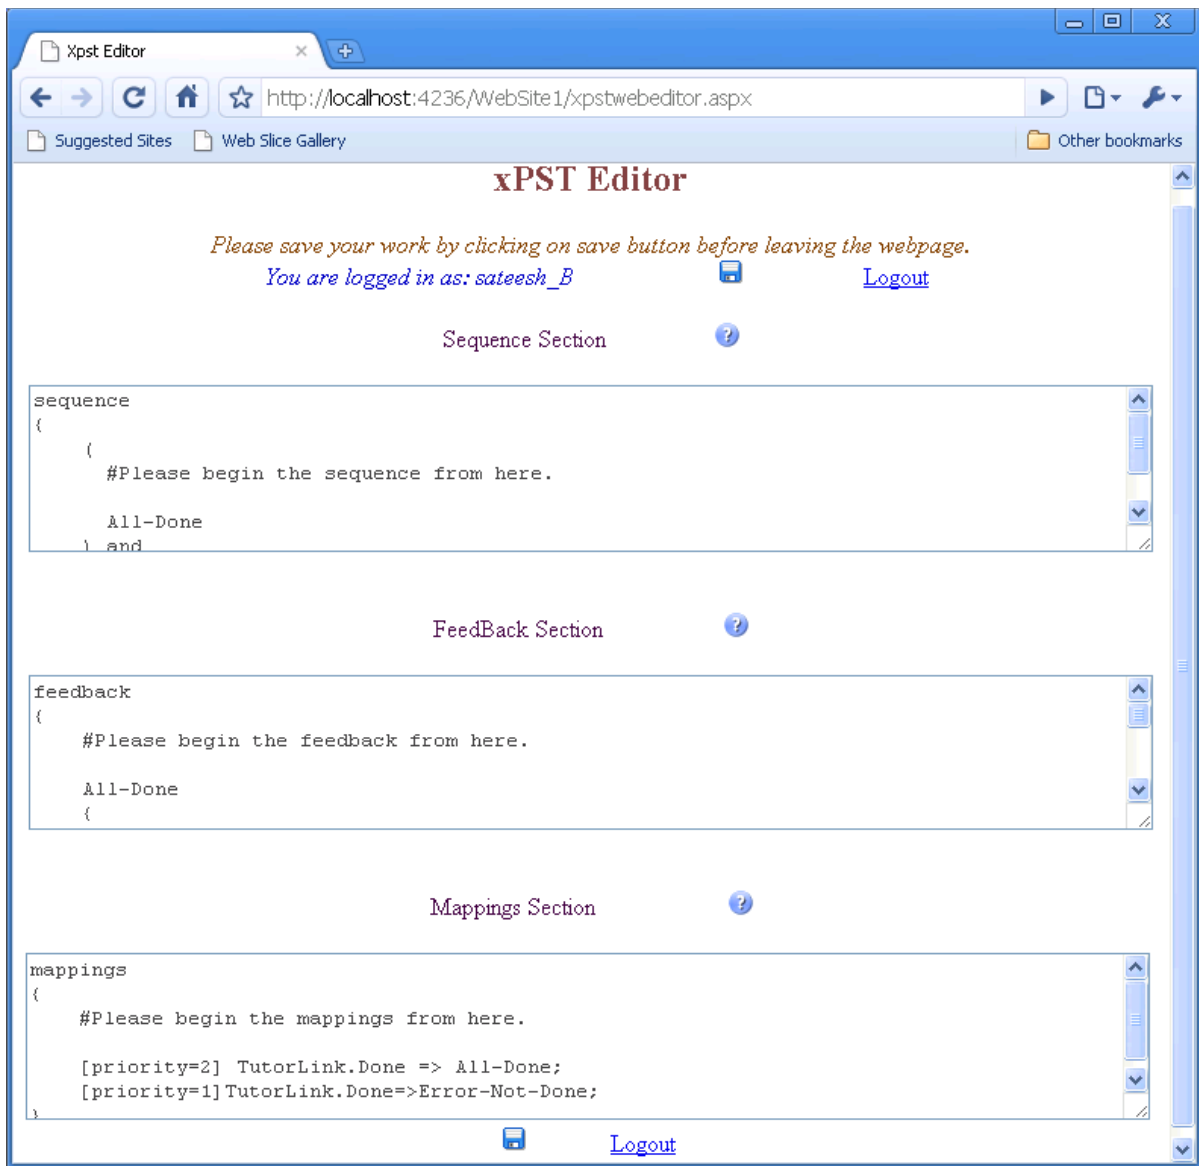 Xpst Editor
http://localhost:4236/WebSite1/xpstwebeditor.aspx
Suggested Sites Web Slice Gallery Other bookmarks
xPST Editor
Please save your work by clicking on save button before leaving the webpage.
You are logged in as: sateesh_B Logout
Sequence Section
sequence
{
(
#Please begin the sequence from here.
All-Done
) and
FeedBack Section
feedback
{
#Please begin the feedback from here.
All-Done
{
Mappings Section
mappings
{
#Please begin the mappings from here.
[priority=2] TutorLink.Done => All-Done;
[priority=1]TutorLink.Done=>Error-Not-Done;
}
Logout